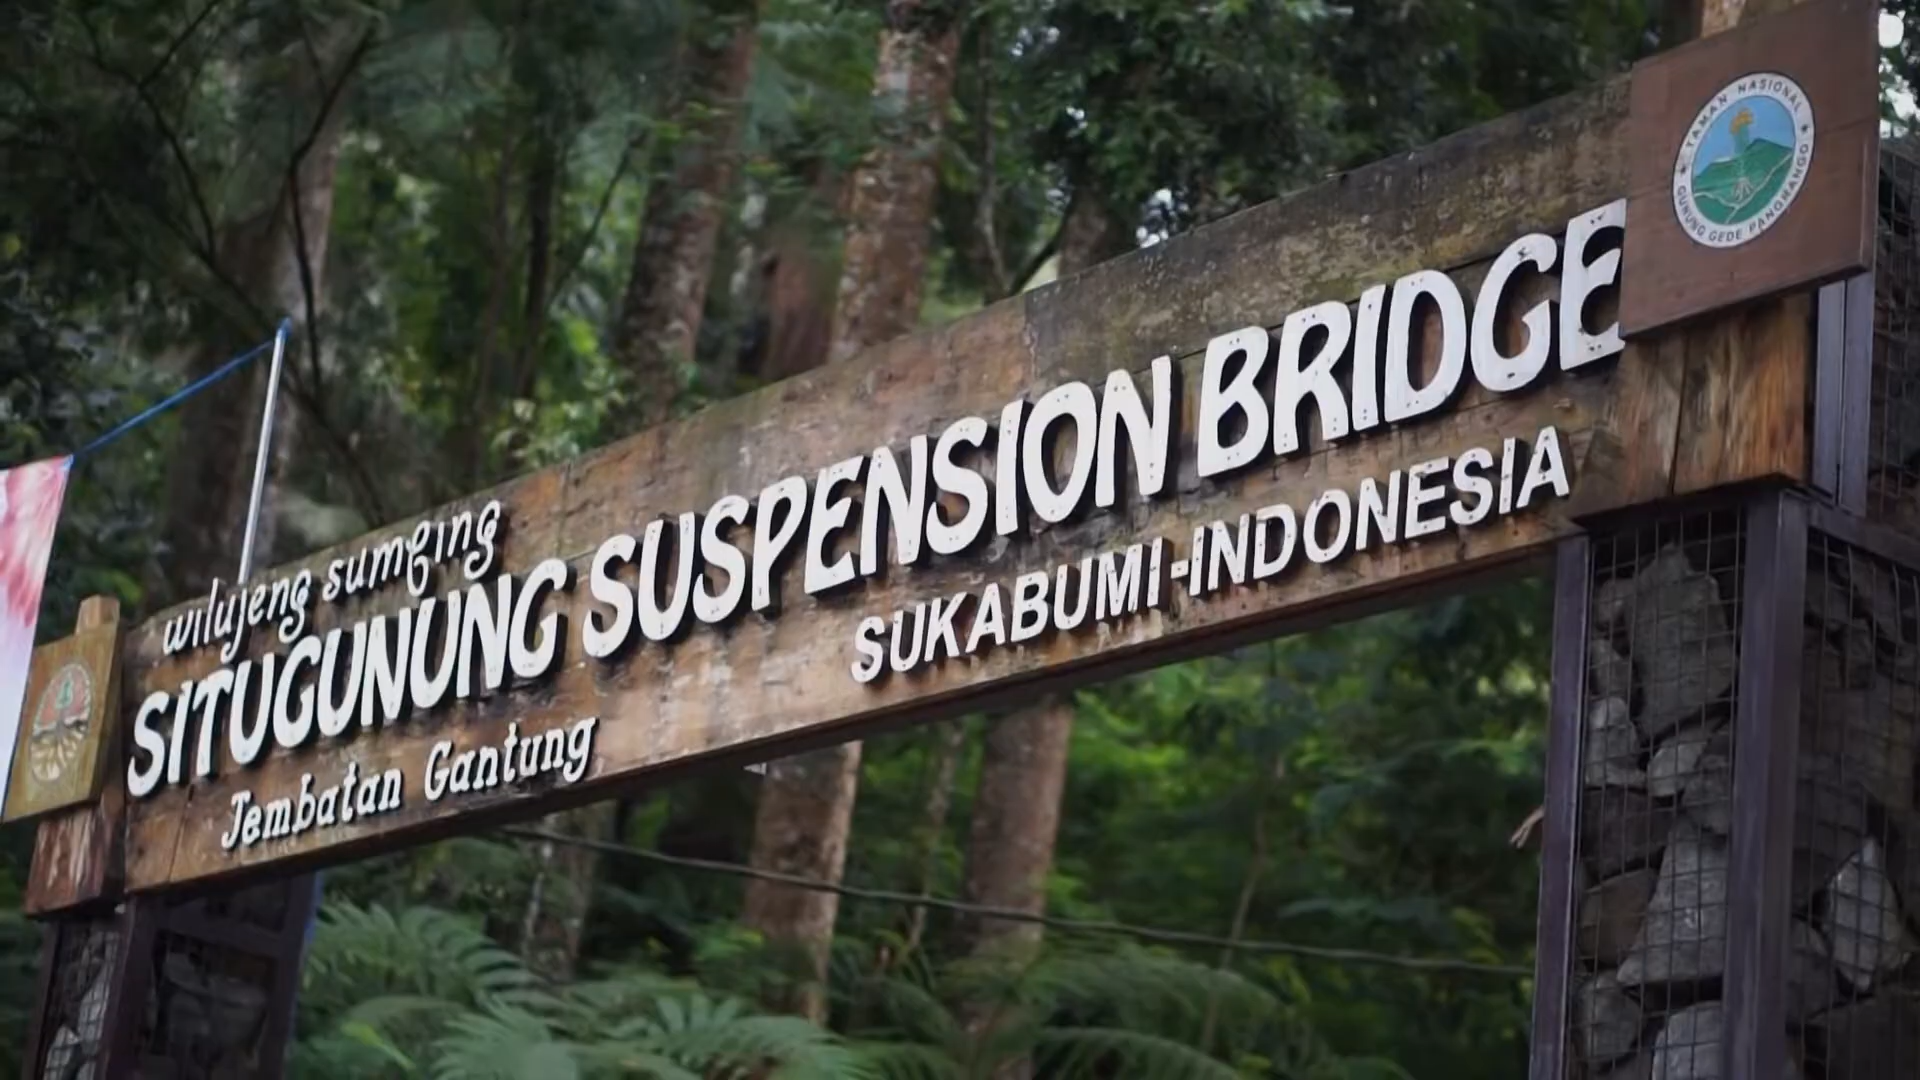 wilujeng sumping
SITUGUNUNG SUSPENSION BRIDGE
SUKABUMI-INDONESIA
Jembatan Gantung
TAMAN NASIONAL
GUNUNG GEDE PANGRANGO